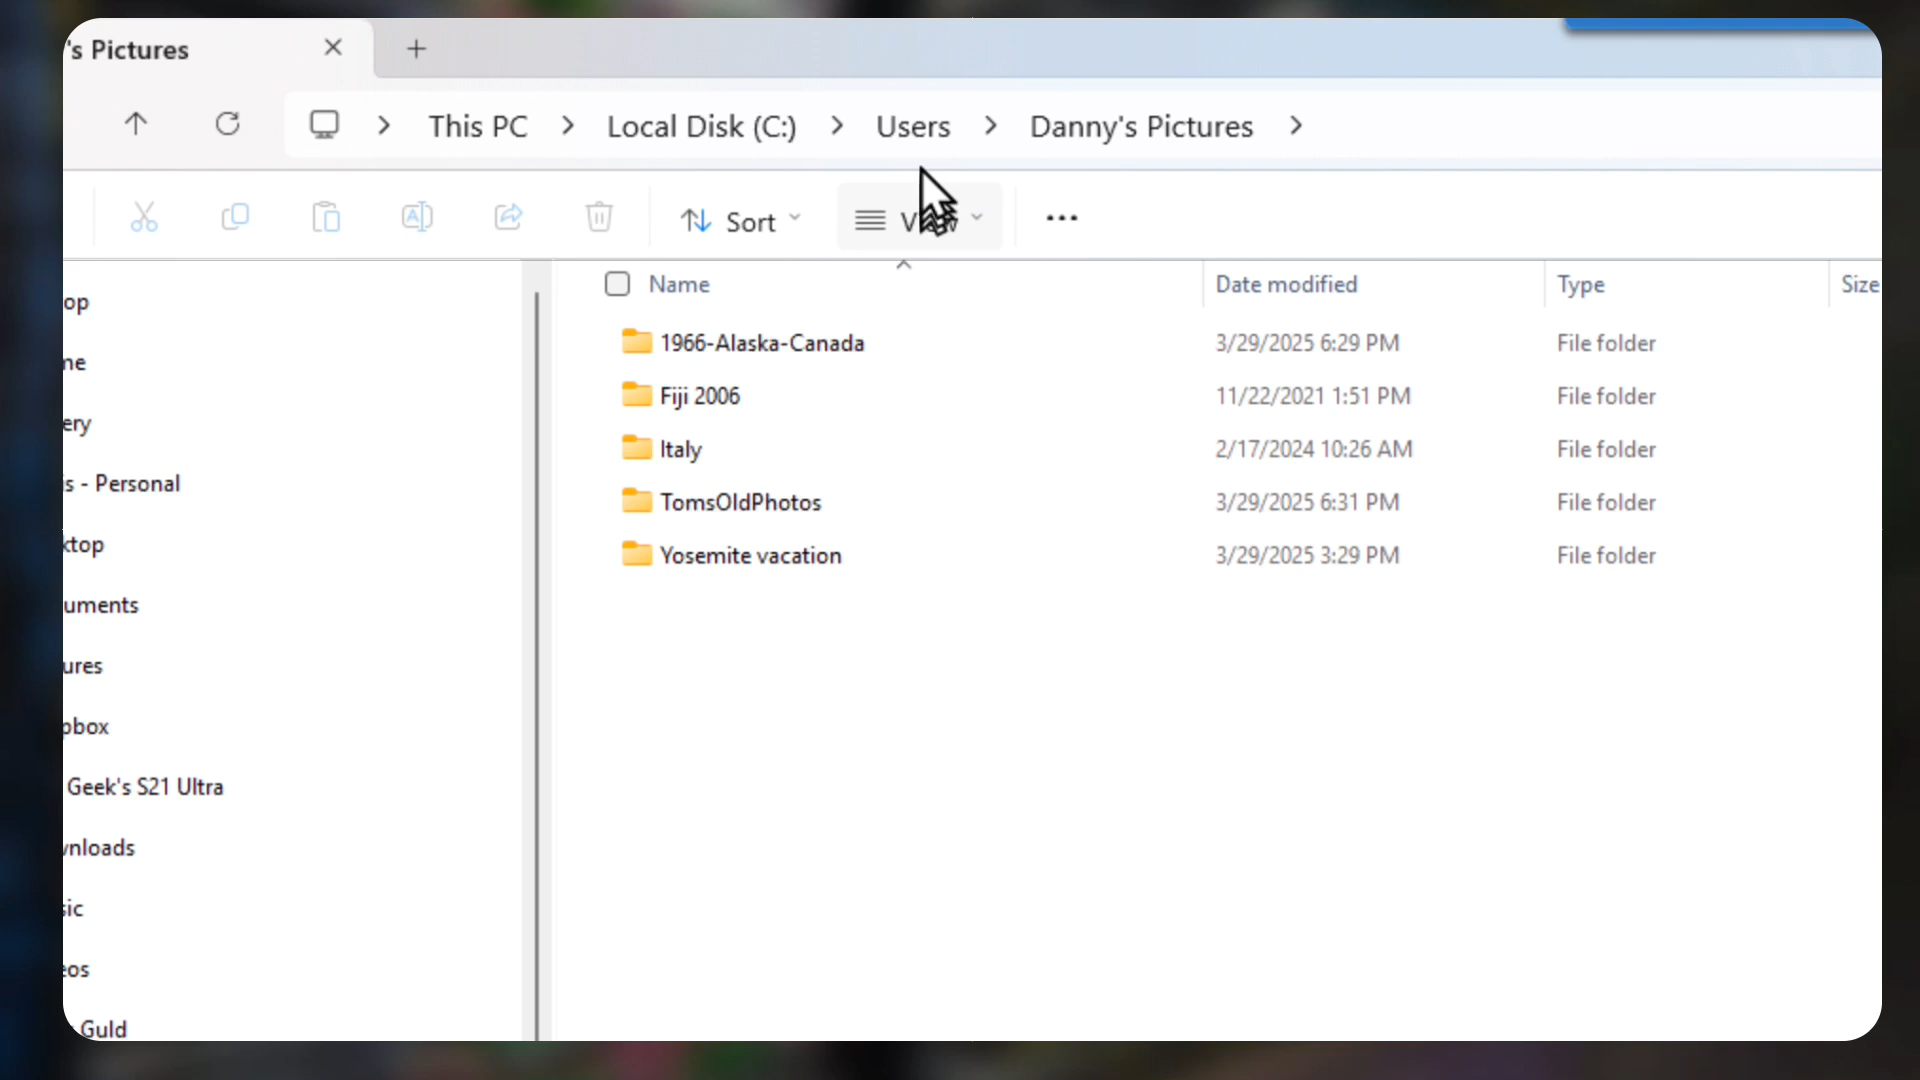 's Pictures
This PC > Local Disk (C:) > Users > Danny's Pictures >
Sort
Name Date modified Type Size
1966-Alaska-Canada 3/29/2025 6:29 PM File folder
Fiji 2006 11/22/2021 1:51 PM File folder
Italy 2/17/2024 10:26 AM File folder
TomsOldPhotos 3/29/2025 6:31 PM File folder
Yosemite vacation 3/29/2025 3:29 PM File folder
op
me
ery
is - Personal
ktop
uments
ures
pbox
Geek's S21 Ultra
wnloads
sic
eos
Guld